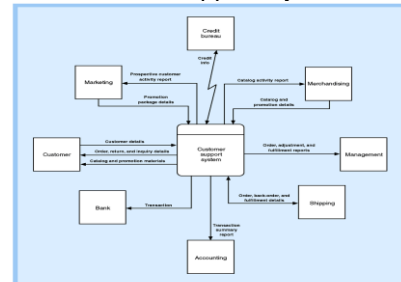 Credit
bureau
Credit
info
Marketing
Prospective customer
activity report
Promotion
package details
Catalog activity report
Merchandising
Catalog and
promotion details
Customer
Customer details
Order, return, and inquiry details
Catalog and promotion materials
Customer
support
system
Order, adjustment, and
fulfillment reports
Management
Bank
Transaction
Order, back-order, and
fulfillment details
Shipping
Transaction
summary
report
Accounting